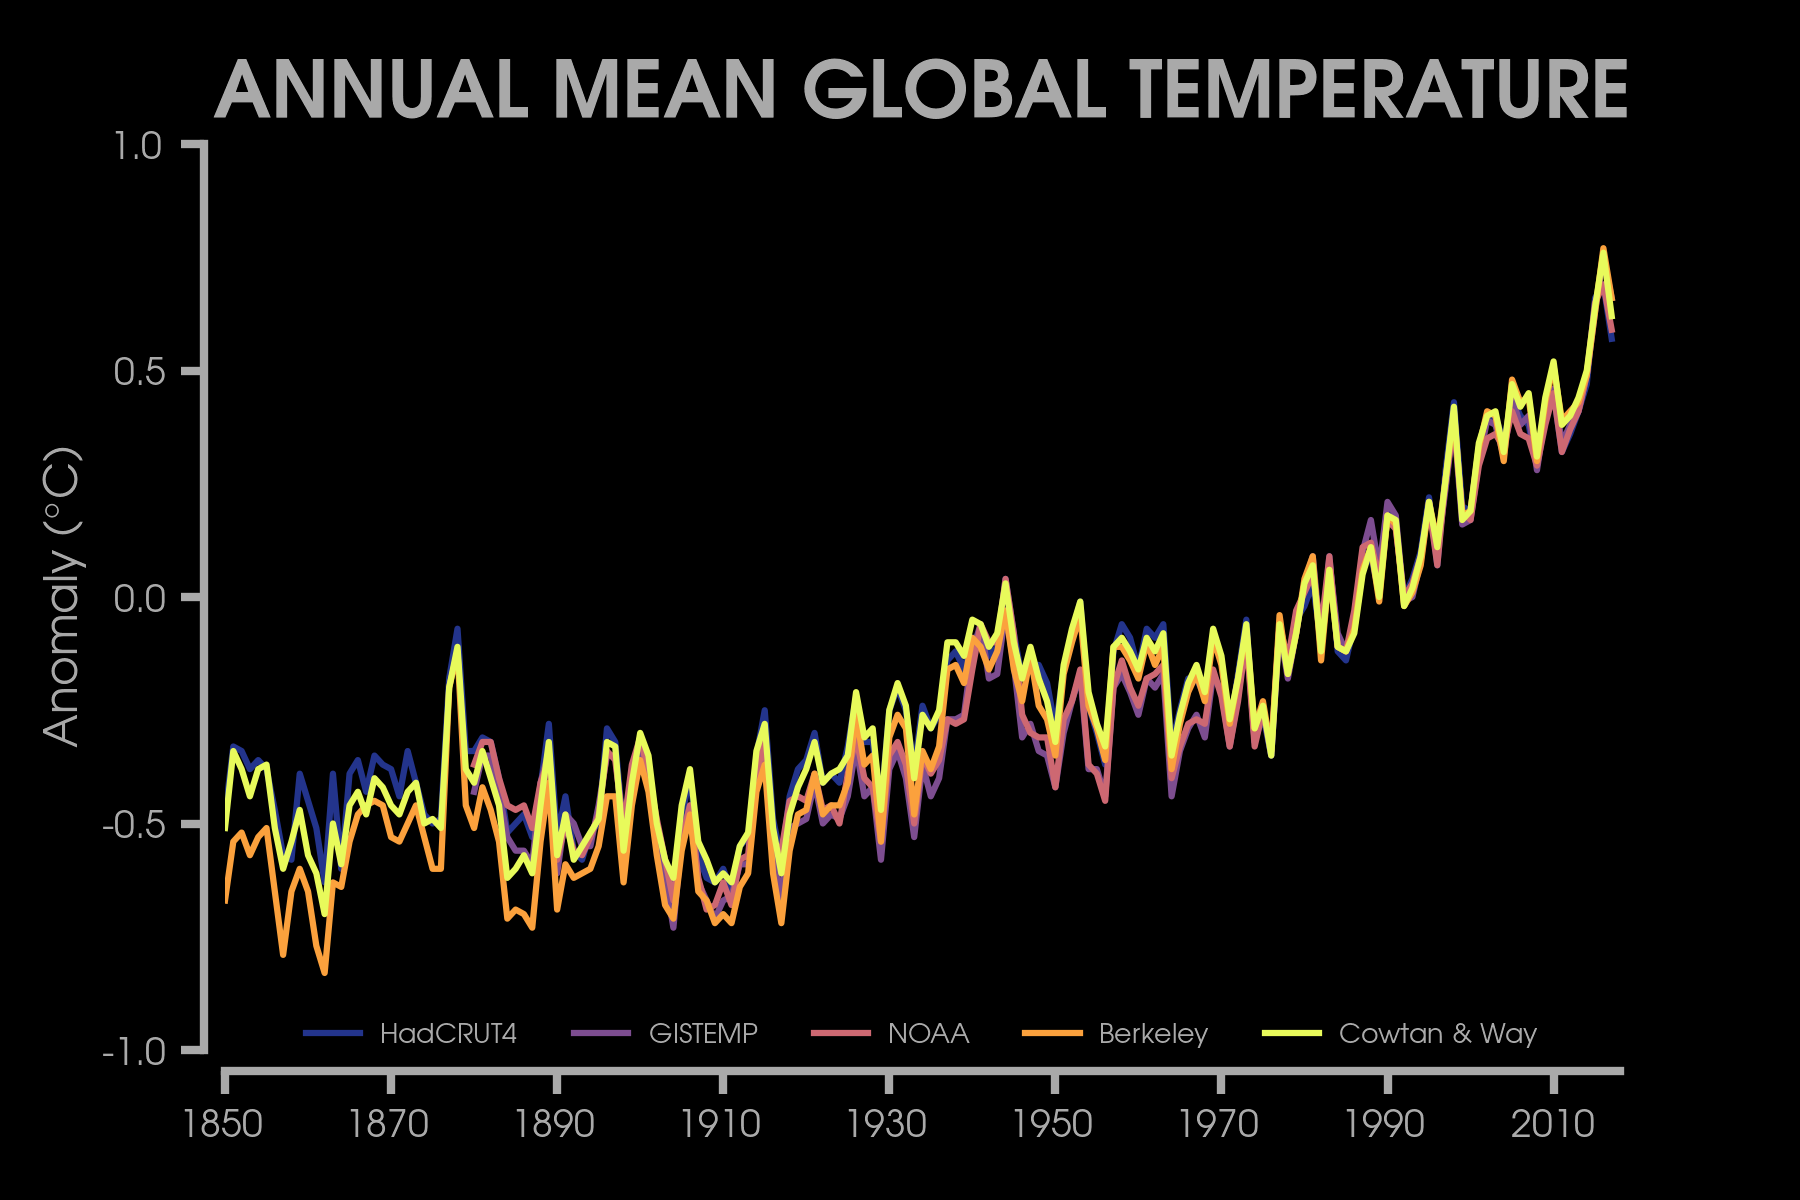 ANNUAL MEAN GLOBAL TEMPERATURE
1.0
0.5
0.0
-0.5
-1.0
Anomaly (°C)
HadCRUT4 GISTEMP NOAA Berkeley Cowtan & Way
1850 1870 1890 1910 1930 1950 1970 1990 2010